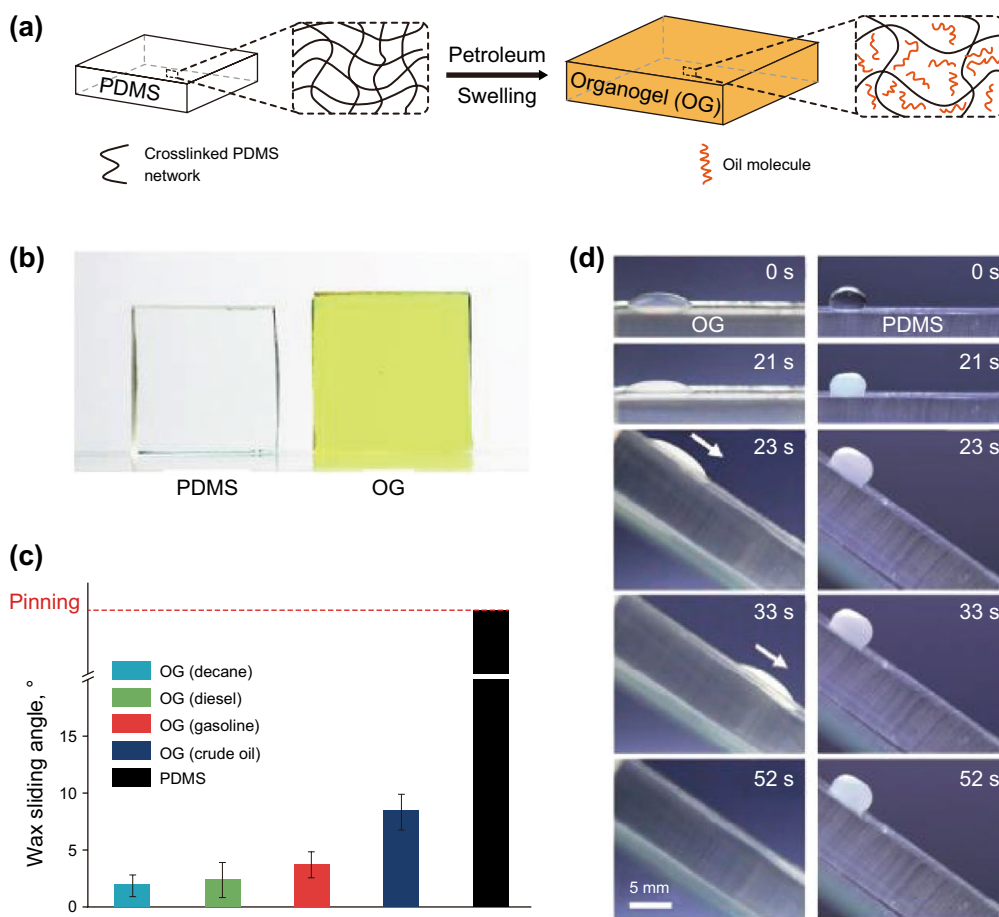 (a)
PDMS
Petroleum
Swelling
Organogel (OG)
Crosslinked PDMS
network
Oil molecule
(b)
PDMS
OG
(c)
Pinning
Wax sliding angle, °
15
10
5
0
OG (decane)
OG (diesel)
OG (gasoline)
OG (crude oil)
PDMS
(d)
0 s
OG
0 s
PDMS
21 s
21 s
23 s
23 s
33 s
33 s
52 s
5 mm
52 s